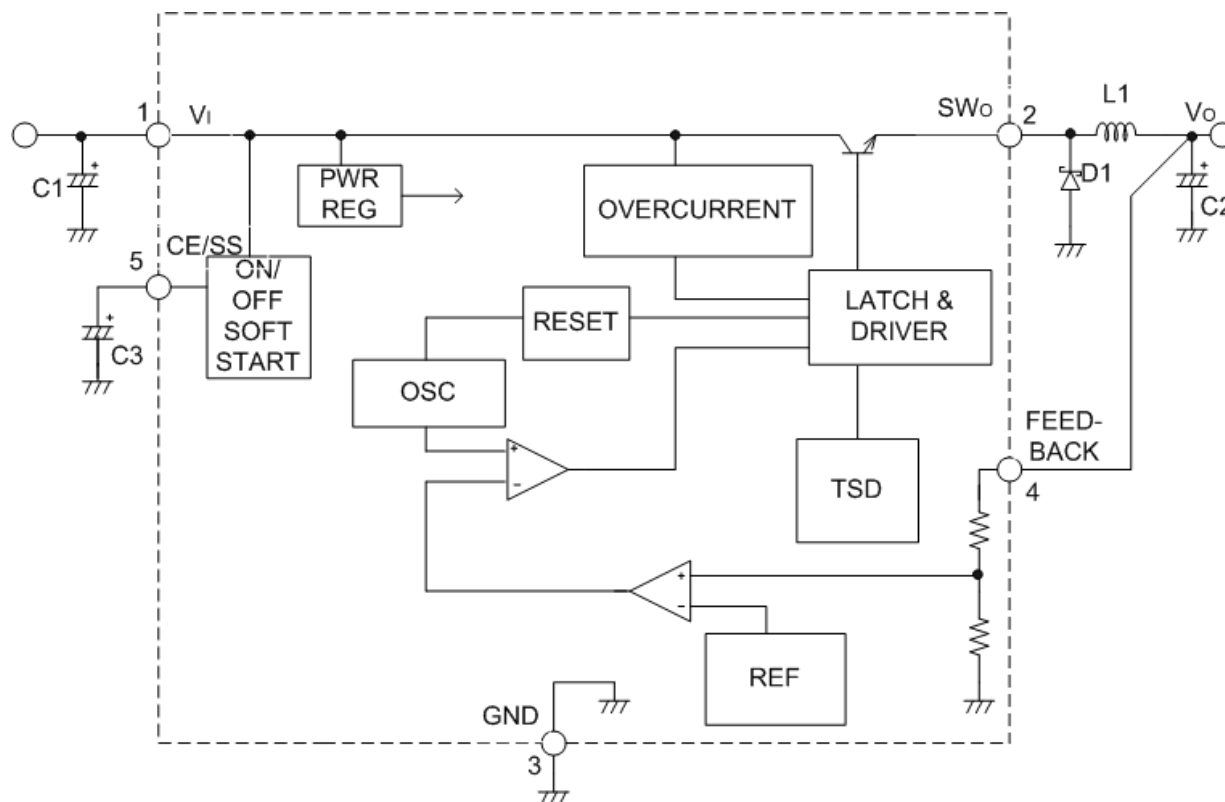 1
VI
SWO
2
L1
VO
C1
+
PWR
REG
OVERCURRENT
D1
+
C2
5
CE/SS
ON/
OFF
SOFT
START
+
C3
RESET
LATCH &
DRIVER
OSC
+
-
TSD
FEED-
BACK
4
+
-
REF
GND
3